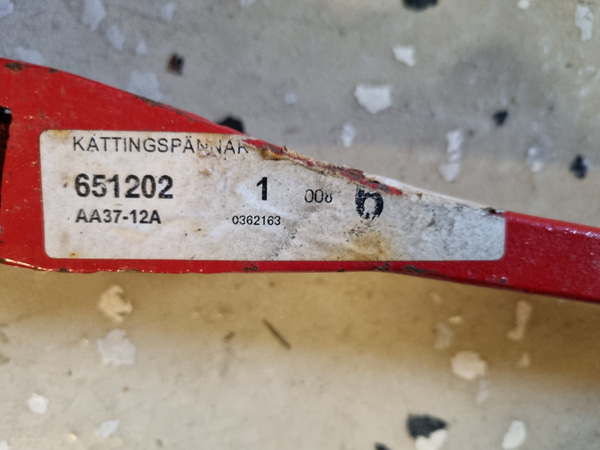 KÄTTINGSPÄNNAR
651202 1 008
AA37-12A 0362163